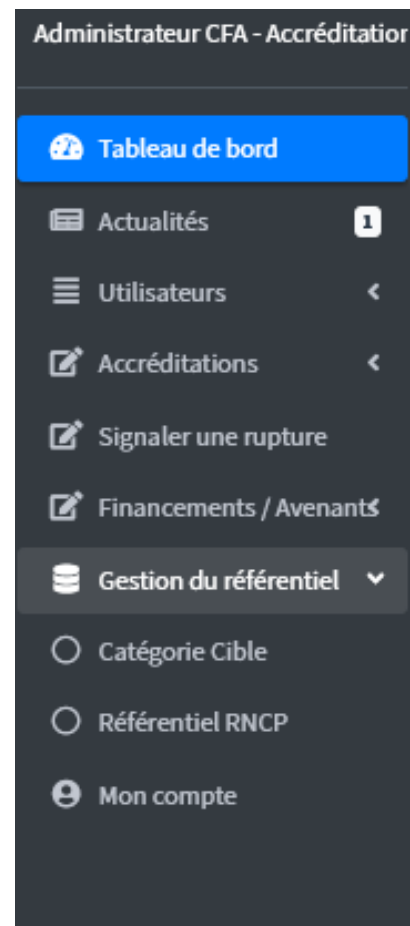 Administrateur CFA - Accréditation
Tableau de bord
Actualités 1
Utilisateurs
Accréditations
Signaler une rupture
Financements / Avenants
Gestion du référentiel
Catégorie Cible
Référentiel RNCP
Mon compte